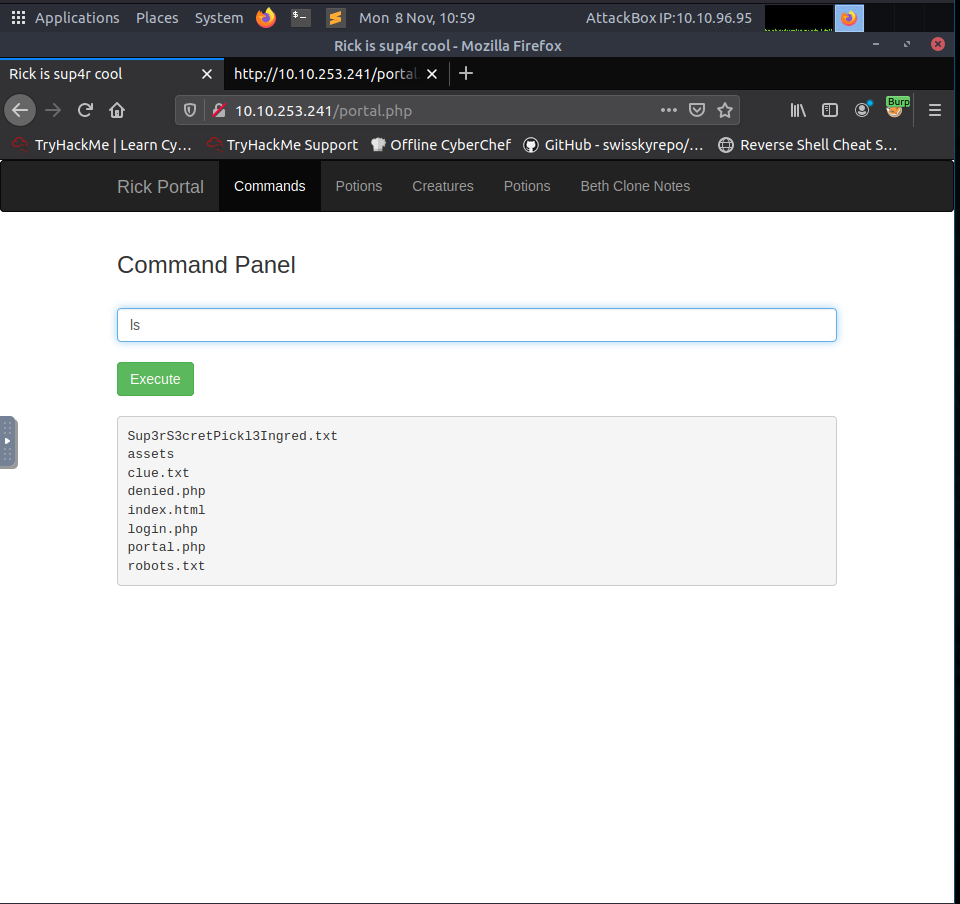 Applications Places System $ - Mon 8 Nov, 10:59 AttackBox IP:10.10.96.95
Rick is sup4r cool - Mozilla Firefox
Rick is sup4r cool http://10.10.253.241/portal
10.10.253.241/portal.php Burp
TryHackMe | Learn Cy… TryHackMe Support Offline CyberChef GitHub - swisskyrepo/… Reverse Shell Cheat S…
Rick Portal Commands Potions Creatures Potions Beth Clone Notes
Command Panel
ls
Execute
Sup3rS3cretPickl3Ingred.txt
assets
clue.txt
denied.php
index.html
login.php
portal.php
robots.txt